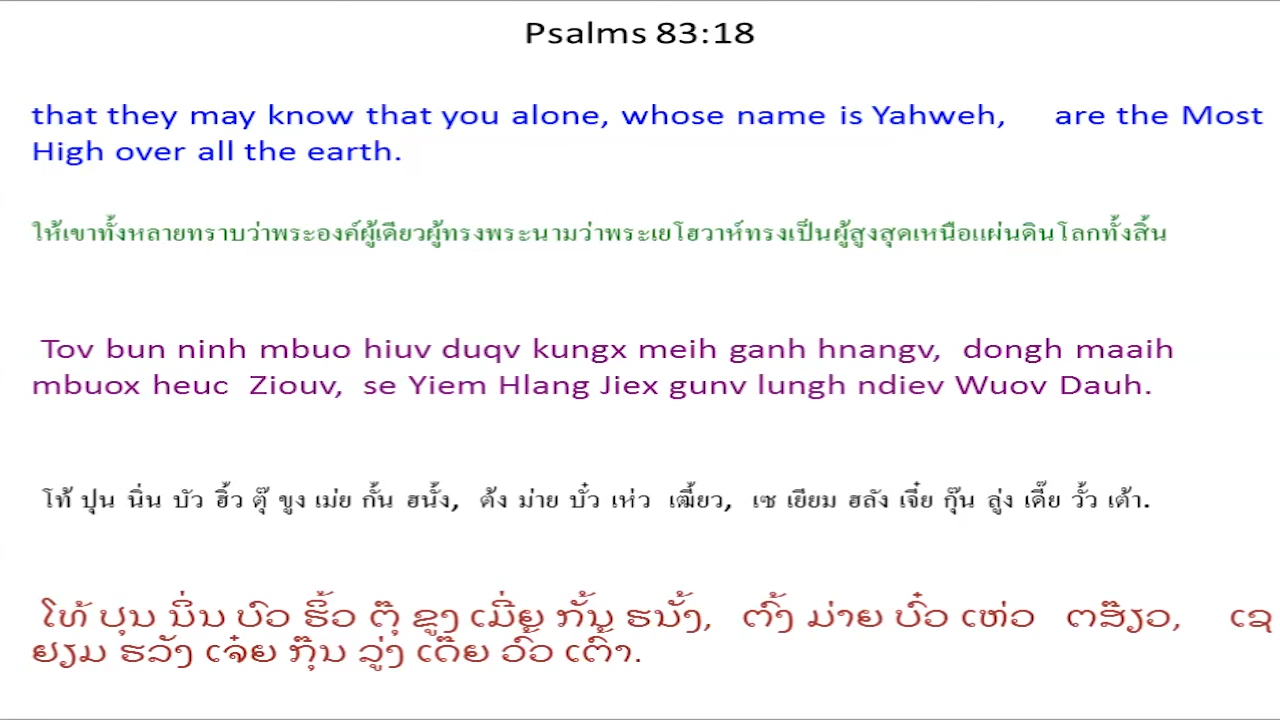 Psalms 83:18
that they may know that you alone, whose name is Yahweh, are the Most
High over all the earth.
ให้เขาทั้งหลายทราบว่าพระองค์ผู้เดียวผู้ทรงพระนามว่าพระเยโฮวาห์ทรงเป็นผู้สูงสุดเหนือแผ่นดินโลกทั้งสิ้น
Tov bun ninh mbuo hiuv duqv kungx meih ganh hnangv, dongh maaih
mbuox heuc Ziouv, se Yiem Hlang Jiex gunv lungh ndiev Wuov Dauh.
โท้ ปุน นิ่น บัว ฮิ้ว ตุ๊ ขูง เม่ย กั้น ฮนั้ง, ด้ง ม่าย บั๋ว เห่ว เฒี้ยว, เซ เยียม ฮลัง เจี๋ย กุ๊น ลู่ง เดี๊ย วั้ว เต้า.
ໂທ້ ປຸນ ນິ່ນ ບົວ ຮິ້ວ ຕຸ໊ ຂູງ ເມີ່ຍ ກັ້ນ ຮນັ້ງ, ຕົ້ງ ມ່າຍ ບົ໋ວ ເຫ່ວ ຕສ໊ຽວ, ເຊ
ຢຽມ ຮລັງ ເຈ໋ຍ ກຸ໊ນ ລູ່ງ ເດີ໊ຍ ວົ້ວ ເຕົ້າ.